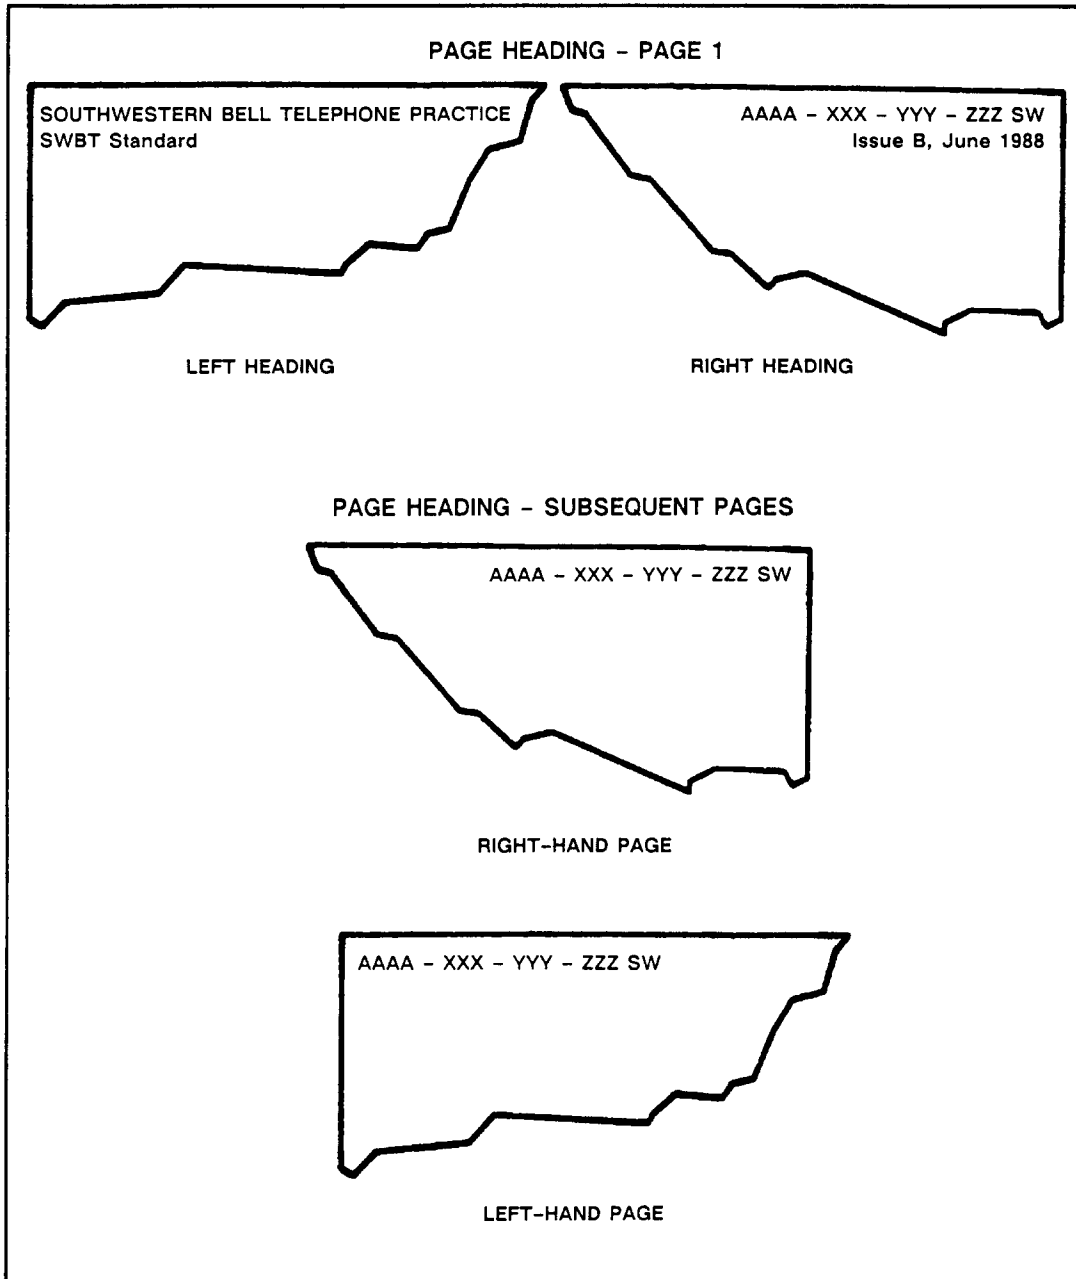 PAGE HEADING – PAGE 1
SOUTHWESTERN BELL TELEPHONE PRACTICE
SWBT Standard
AAAA – XXX – YYY – ZZZ SW
Issue B, June 1988
LEFT HEADING
RIGHT HEADING
PAGE HEADING – SUBSEQUENT PAGES
AAAA – XXX – YYY – ZZZ SW
RIGHT–HAND PAGE
AAAA – XXX – YYY – ZZZ SW
LEFT–HAND PAGE